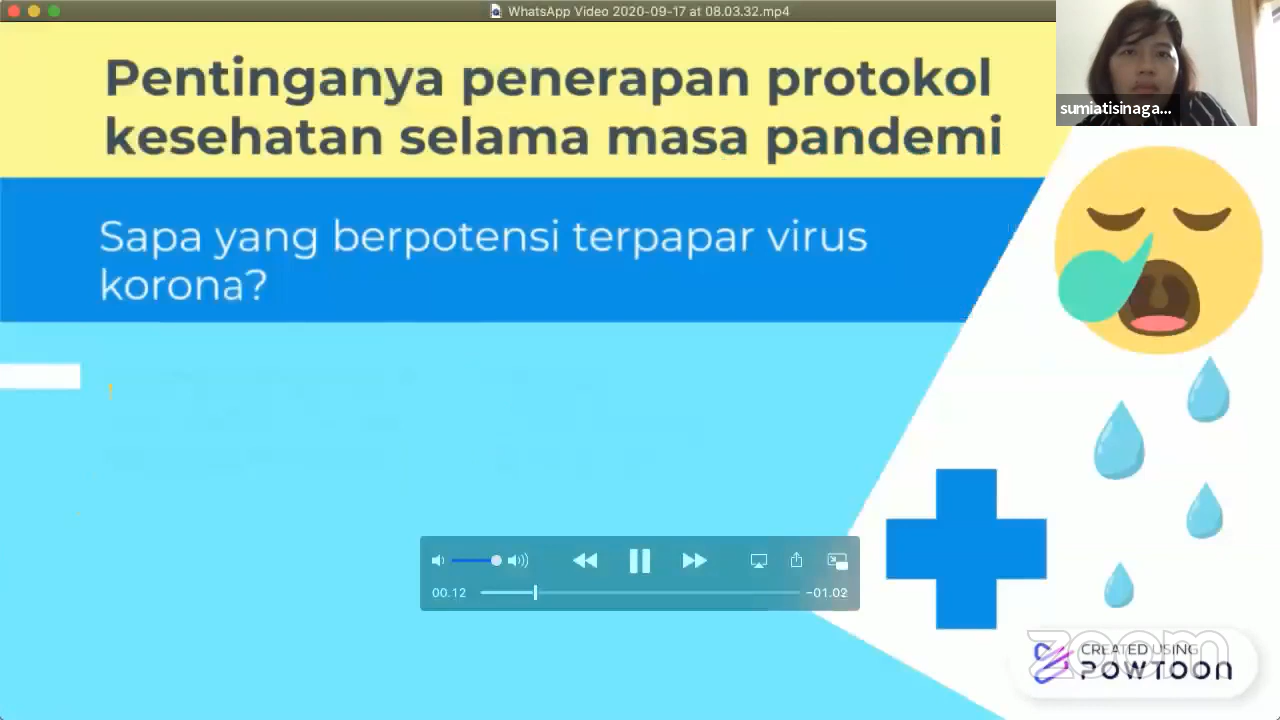 WhatsApp Video 2020-09-17 at 08.03.32.mp4
sumiatisinaga...
Pentinganya penerapan protokol
kesehatan selama masa pandemi
Sapa yang berpotensi terpapar virus
korona?
00.12
-01.02
zoom
CREATED USING
POWTOON